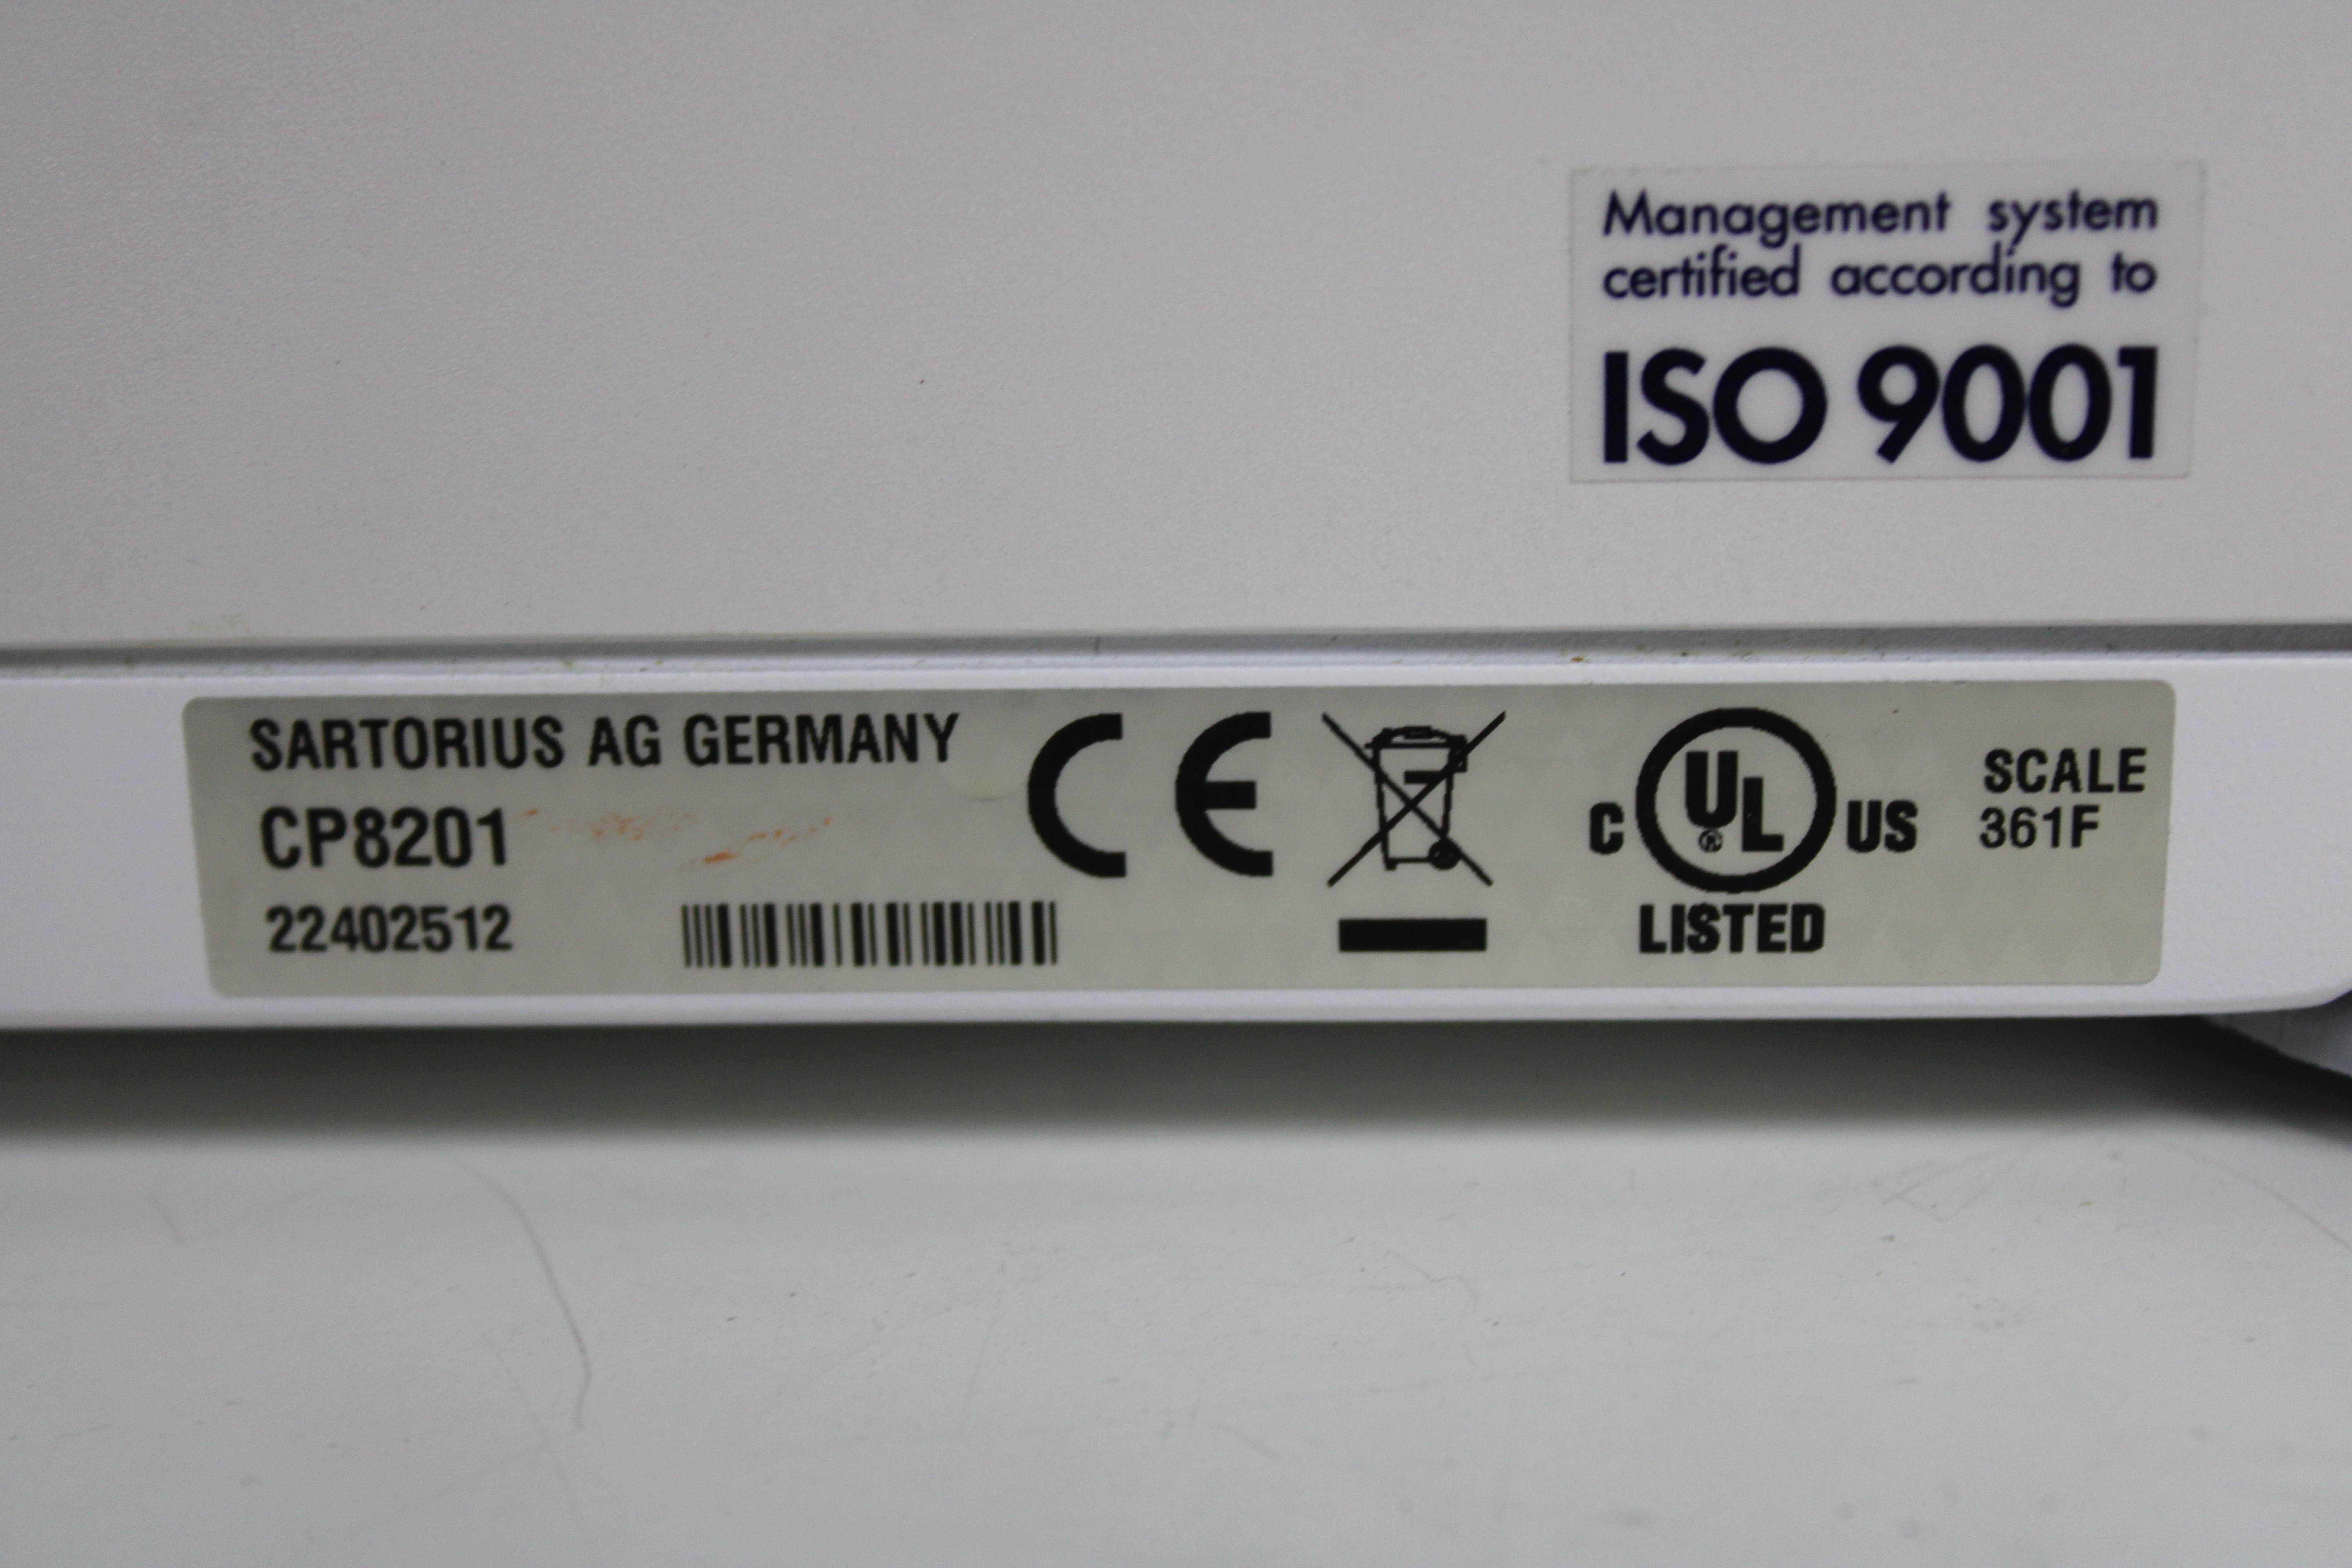 Management system
certified according to
ISO 9001
SARTORIUS AG GERMANY
CP8201
22402512
CE
C UL® US
LISTED
SCALE
361F